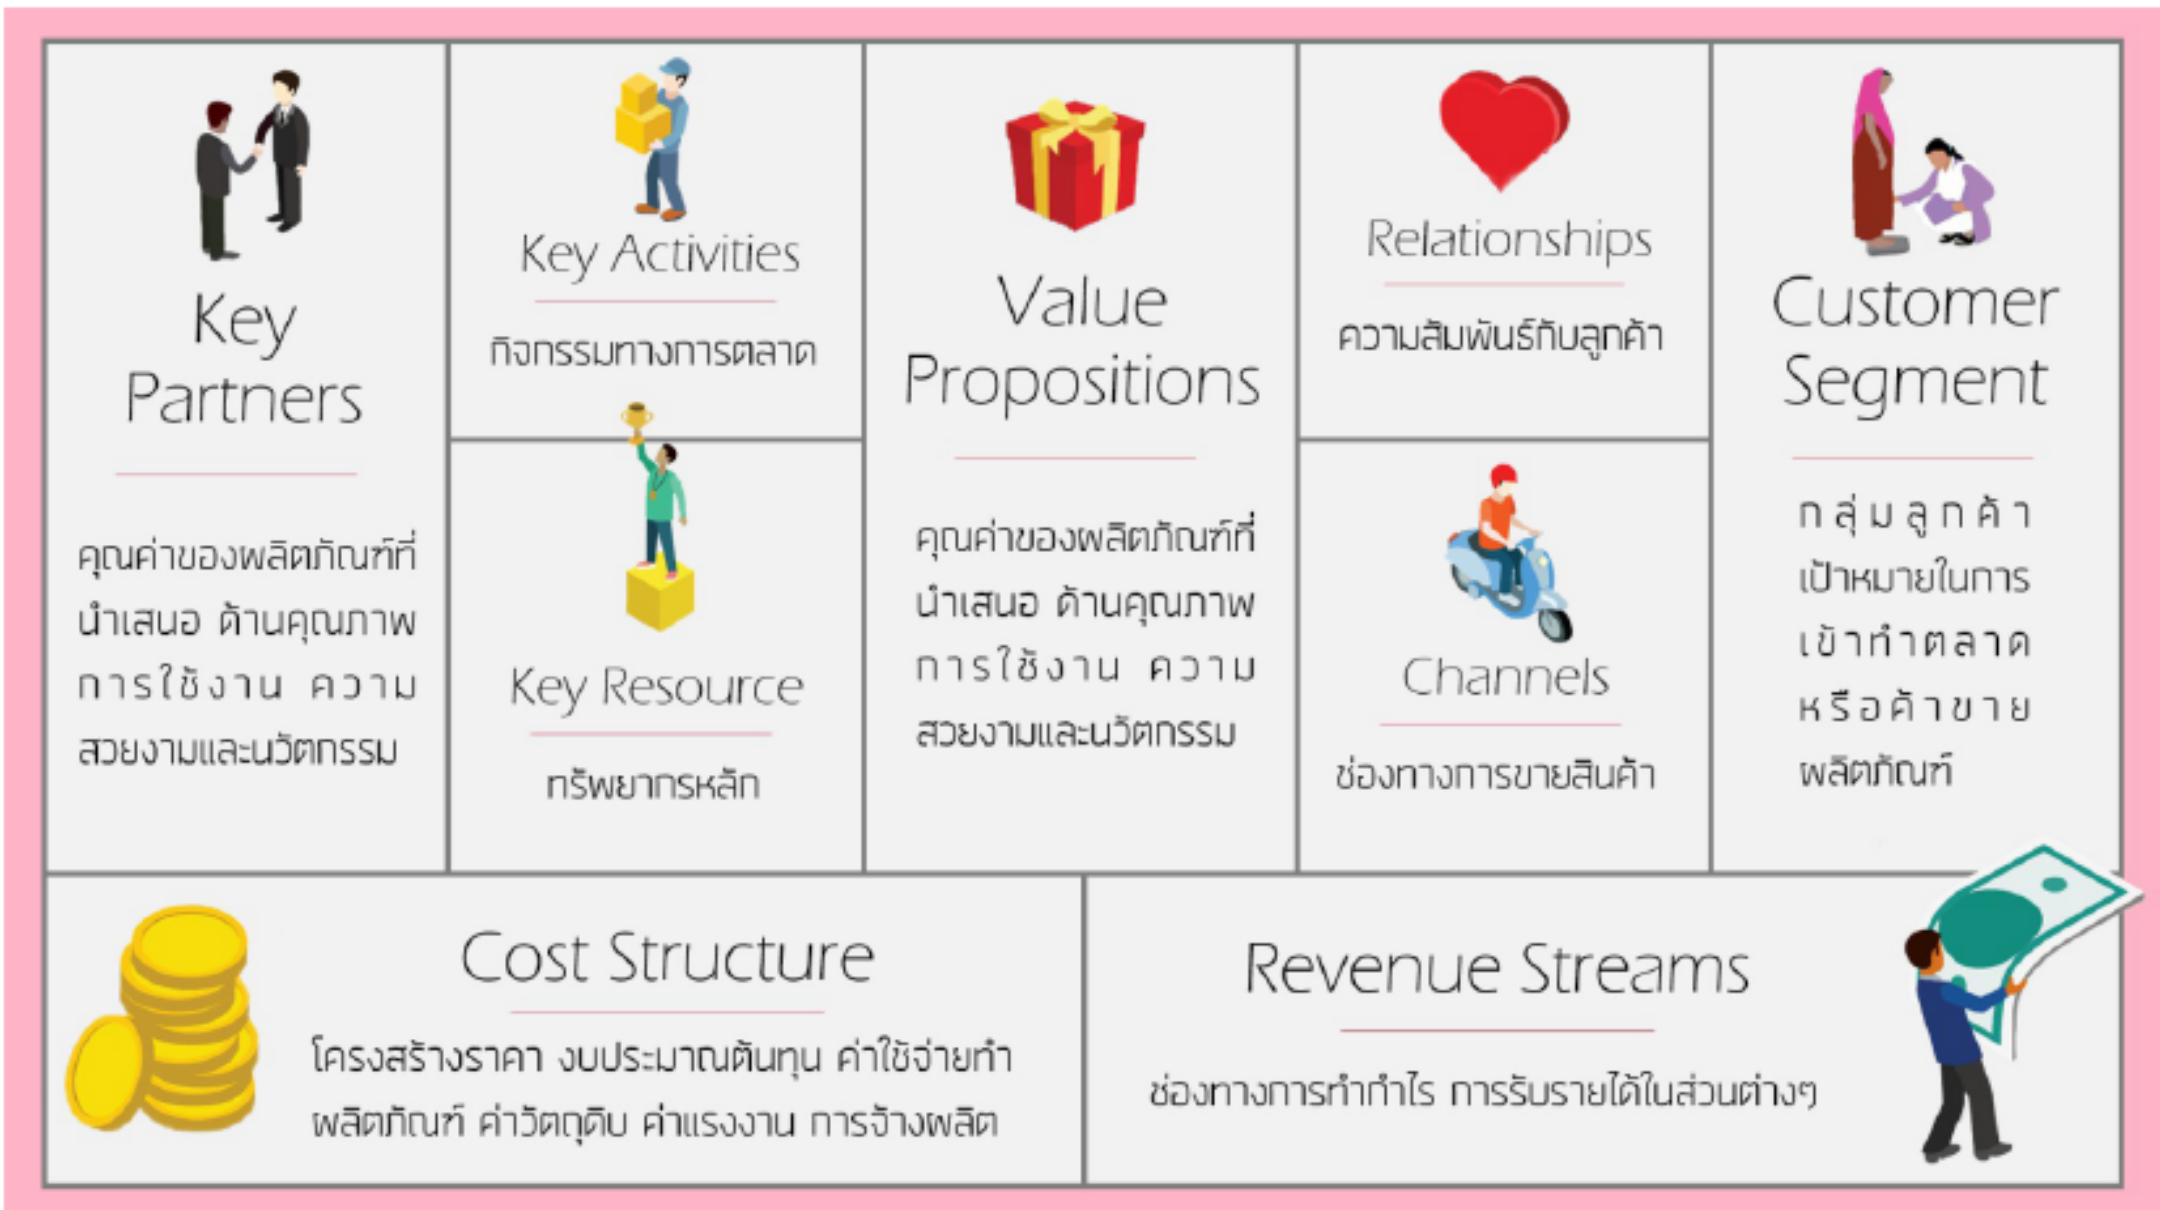 Key
Partners
คุณค่าของผลิตภัณฑ์ที่
นำเสนอ ด้านคุณภาพ
การใช้งาน ความ
สวยงามและนวัตกรรม
Key Activities
กิจกรรมทางการตลาด
Key Resource
ทรัพยากรหลัก
Value
Propositions
คุณค่าของผลิตภัณฑ์ที่
นำเสนอ ด้านคุณภาพ
การใช้งาน ความ
สวยงามและนวัตกรรม
Relationships
ความสัมพันธ์กับลูกค้า
Channels
ช่องทางการขายสินค้า
Customer
Segment
กลุ่มลูกค้า
เป้าหมายในการ
เข้าทำตลาด
หรือค้าขาย
ผลิตภัณฑ์
Cost Structure
โครงสร้างราคา งบประมาณต้นทุน ค่าใช้จ่ายทำ
ผลิตภัณฑ์ ค่าวัตถุดิบ ค่าแรงงาน การจ้างผลิต
Revenue Streams
ช่องทางการทำกำไร การรับรายได้ในส่วนต่างๆ